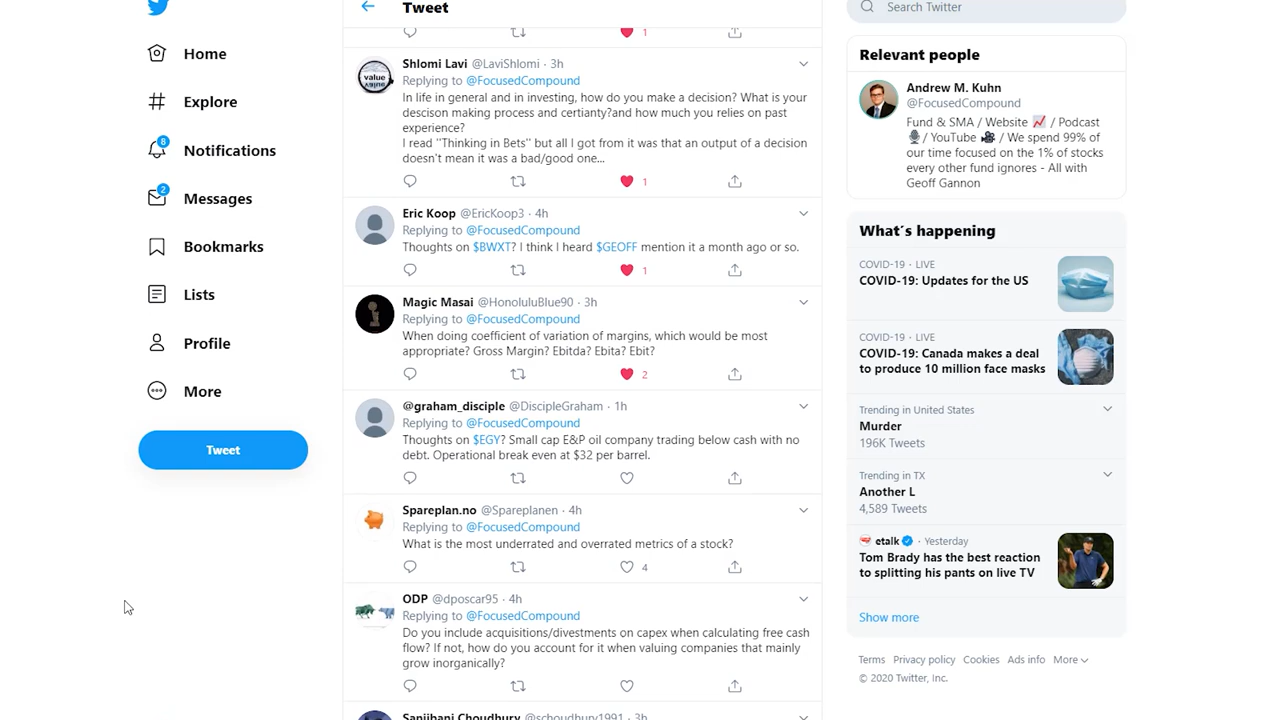 Tweet
Search Twitter
Home
Explore
8
Notifications
2
Messages
Bookmarks
Lists
Profile
More
Tweet
1
Shlomi Lavi @LaviShlomi · 3h
value
Replying to @FocusedCompound
In life in general and in investing, how do you make a decision? What is your
descison making process and certianty?and how much you relies on past
experience?
I read "Thinking in Bets" but all I got from it was that an output of a decision
doesn't mean it was a bad/good one...
1
Eric Koop @EricKoop3 · 4h
Replying to @FocusedCompound
Thoughts on $BWXT? I think I heard $GEOFF mention it a month ago or so.
1
Magic Masai @HonoluluBlue90 · 3h
Replying to @FocusedCompound
When doing coefficient of variation of margins, which would be most
appropriate? Gross Margin? Ebitda? Ebita? Ebit?
2
@graham_disciple @DiscipleGraham · 1h
Replying to @FocusedCompound
Thoughts on $EGY? Small cap E&P oil company trading below cash with no
debt. Operational break even at $32 per barrel.
Spareplan.no @Spareplanen · 4h
Replying to @FocusedCompound
What is the most underrated and overrated metrics of a stock?
4
ODP @dposcar95 · 4h
Replying to @FocusedCompound
Do you include acquisitions/divestments on capex when calculating free cash
flow? If not, how do you account for it when valuing companies that mainly
grow inorganically?
Sanjibani Choudhury @schoudhury1991 · 3h
Relevant people
Andrew M. Kuhn
@FocusedCompound
Fund & SMA / Website / Podcast
/ YouTube / We spend 99% of
our time focused on the 1% of stocks
every other fund ignores - All with
Geoff Gannon
What's happening
COVID-19 · LIVE
COVID-19: Updates for the US
COVID-19 · LIVE
COVID-19: Canada makes a deal
to produce 10 million face masks
Trending in United States
Murder
196K Tweets
Trending in TX
Another L
4,589 Tweets
etalk · Yesterday
Tom Brady has the best reaction
to splitting his pants on live TV
Show more
Terms Privacy policy Cookies Ads info More
© 2020 Twitter, Inc.